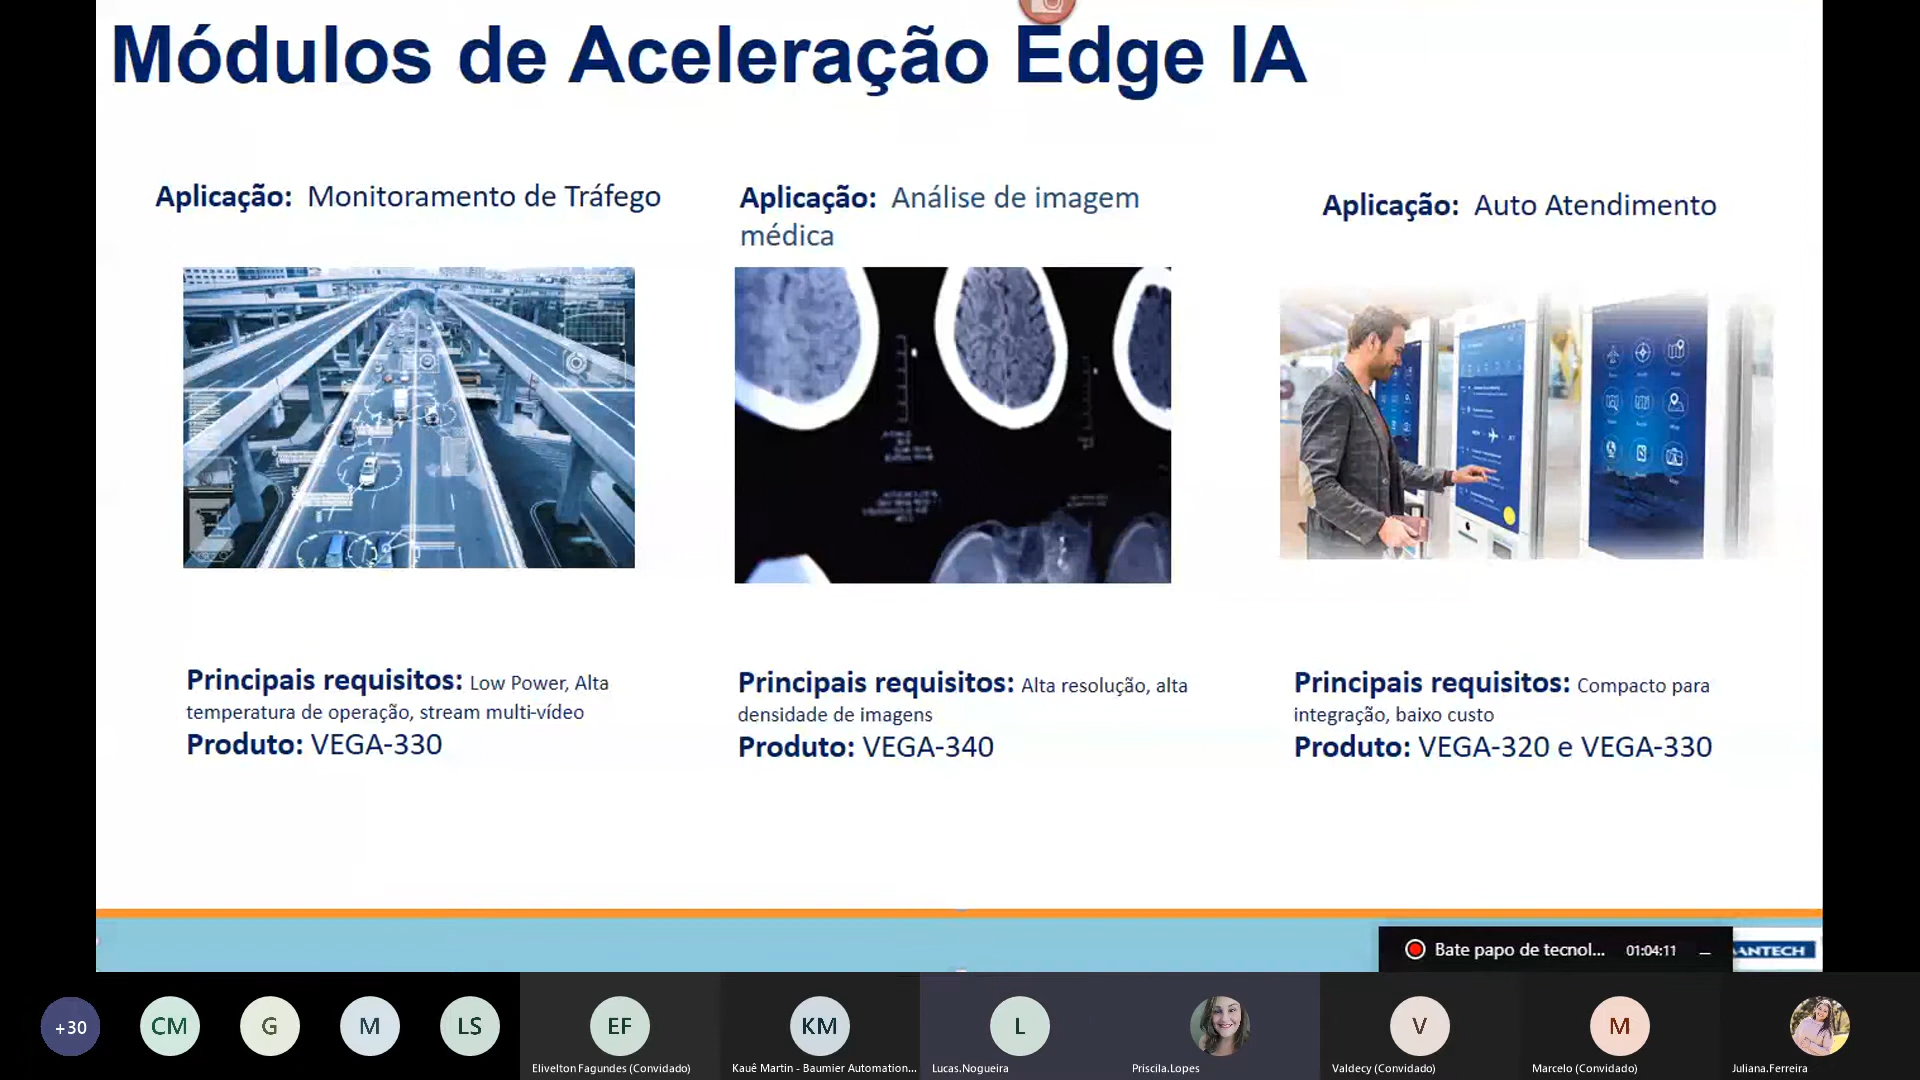 Módulos de Aceleração Edge IA
Aplicação: Monitoramento de Tráfego
Aplicação: Análise de imagem
médica
Aplicação: Auto Atendimento
Principais requisitos: Low Power, Alta
temperatura de operação, stream multi-vídeo
Produto: VEGA-330
Principais requisitos: Alta resolução, alta
densidade de imagens
Produto: VEGA-340
Principais requisitos: Compacto para
integração, baixo custo
Produto: VEGA-320 e VEGA-330
Bate papo de tecnol... 01:04:11
ANTECH
+30
CM
G
M
LS
EF
KM
L
V
M
Elivelton Fagundes (Convidado)
Kauê Martin - Baumier Automation...
Lucas.Nogueira
Priscila.Lopes
Valdecy (Convidado)
Marcelo (Convidado)
Juliana.Ferreira